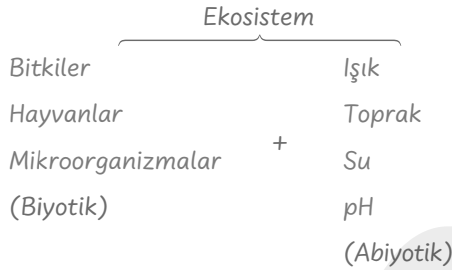 Ekosistem
Bitkiler
Hayvanlar
Mikroorganizmalar
(Biyotik)
+
Işık
Toprak
Su
pH
(Abiyotik)